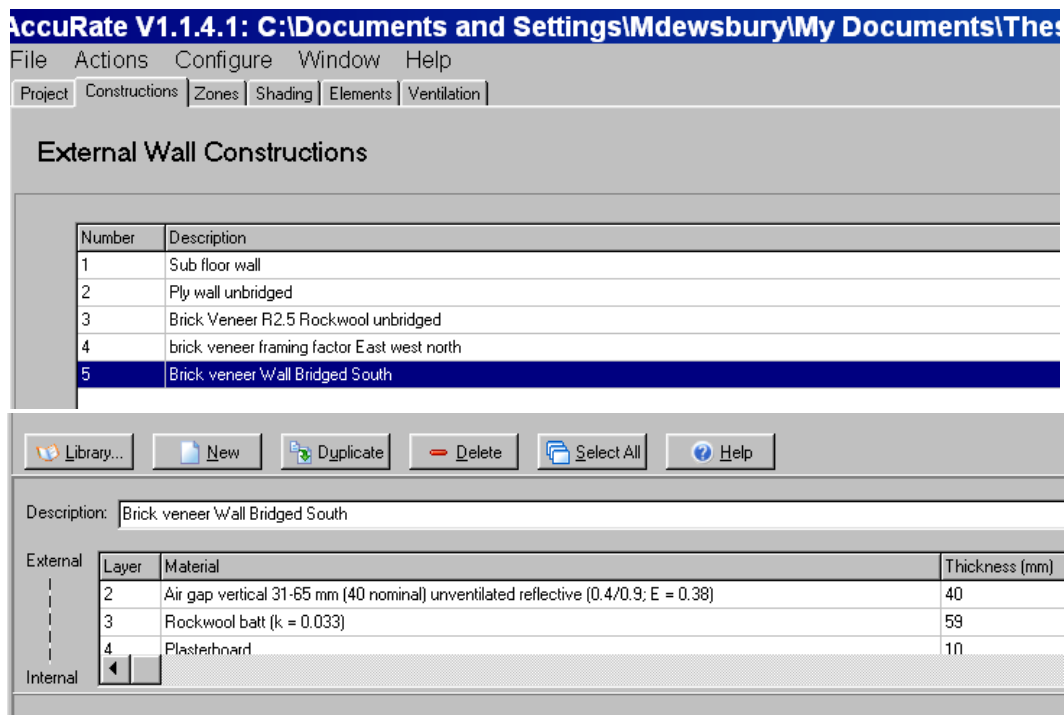 AccuRate V1.1.4.1: C:\Documents and Settings\Mdewsbury\My Documents\Thes
File Actions Configure Window Help
Project Constructions Zones Shading Elements Ventilation
External Wall Constructions
Number Description
1 Sub floor wall
2 Ply wall unbridged
3 Brick Veneer R2.5 Rockwool unbridged
4 brick veneer framing factor East west north
5 Brick veneer Wall Bridged South
Library... New Duplicate Delete Select All Help
Description: Brick veneer Wall Bridged South
External Layer Material Thickness (mm)
2 Air gap vertical 31-65 mm (40 nominal) unventilated reflective (0.4/0.9; E = 0.38) 40
3 Rockwool batt (k = 0.033) 59
4 Plasterboard 10
Internal